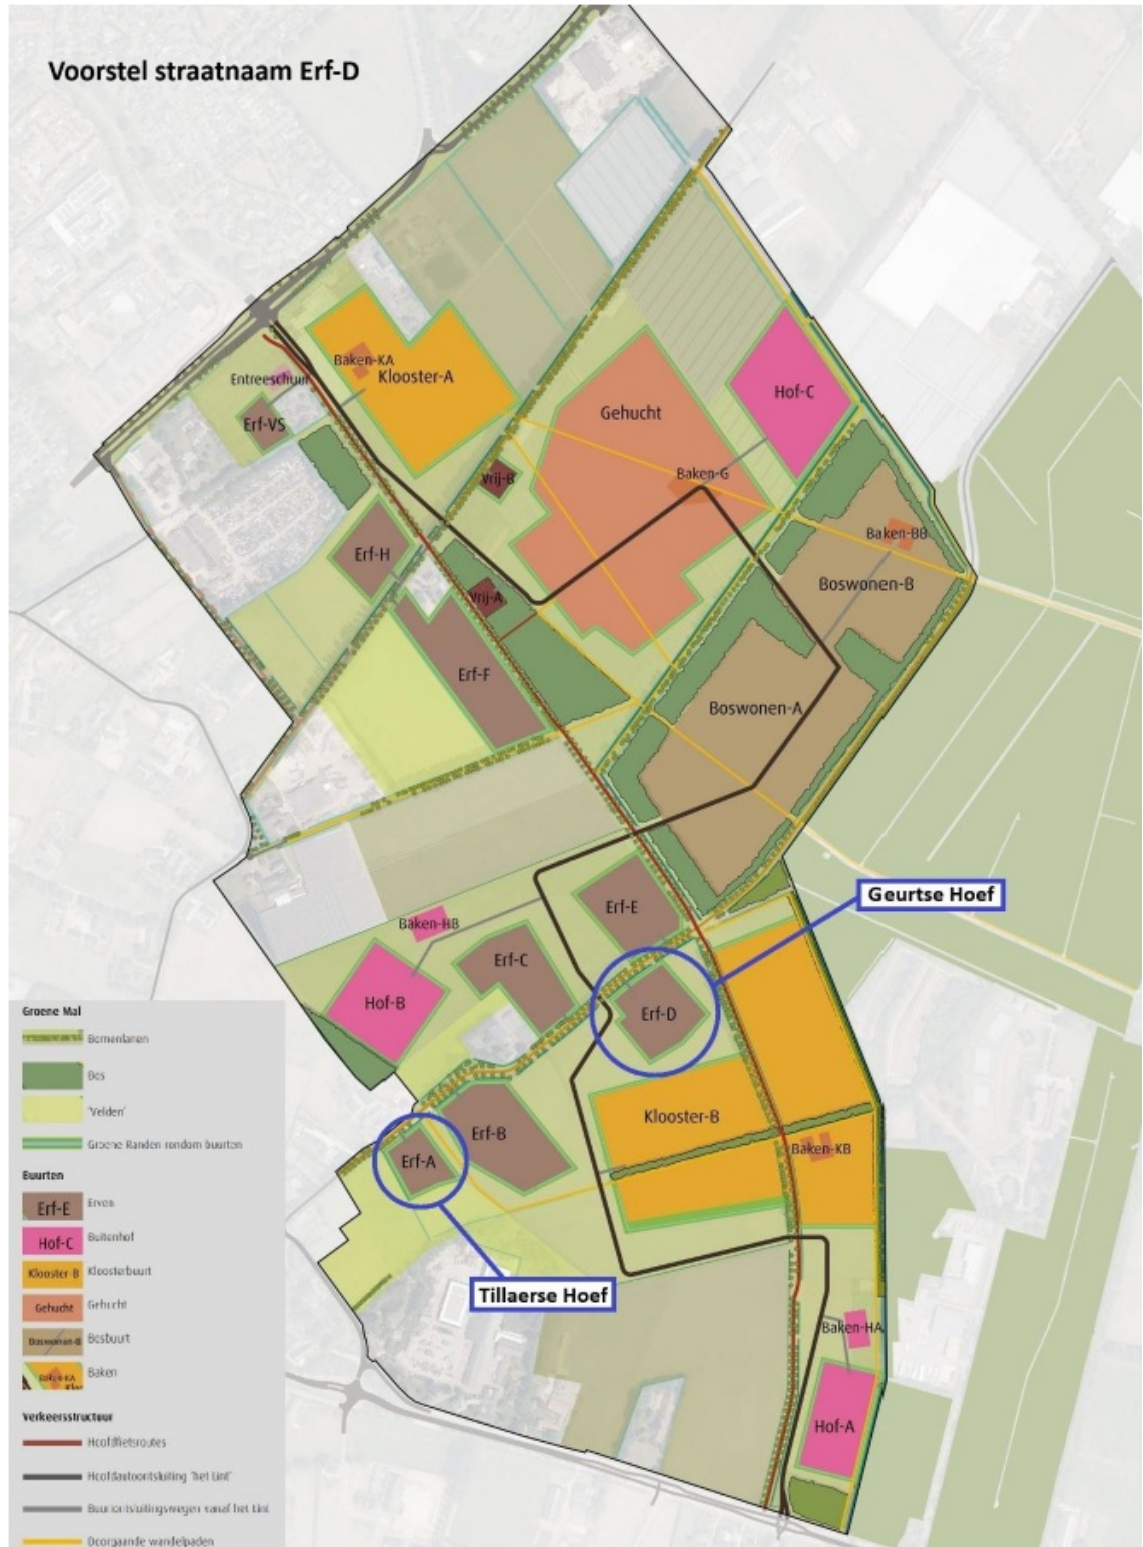 Voorstel straatnaam Erf-D
Baken-KA
Klooster-A
Entreeschuur
Erf-VS
Hof-C
Gehucht
Baken-G
Vrij-B
Baken-BB
Erf-H
Boswonen-B
Vrij-A
Erf-F
Boswonen-A
Geurtse Hoef
Erf-E
Baken-HB
Erf-C
Hof-B
Erf-D
Klooster-B
Erf-B
Baken-KB
Erf-A
Tillaerse Hoef
Baken-HA
Hof-A
Groene Mal
Bomenlanen
Bos
'Velden'
Groene Randen rondom buurten
Buurten
Erf-E Erven
Hof-C Buitenhof
Klooster-B Kloosterbuurt
Gehucht Gehucht
Boswonen-B Bosbuurt
Baken-KA Baken
Klo
Verkeersstructuur
Hoofdfietsroutes
Hoofdautoontsluiting 'het Lint'
Buurtontsluitingswegen vanaf het Lint
Doorgaande wandelpaden